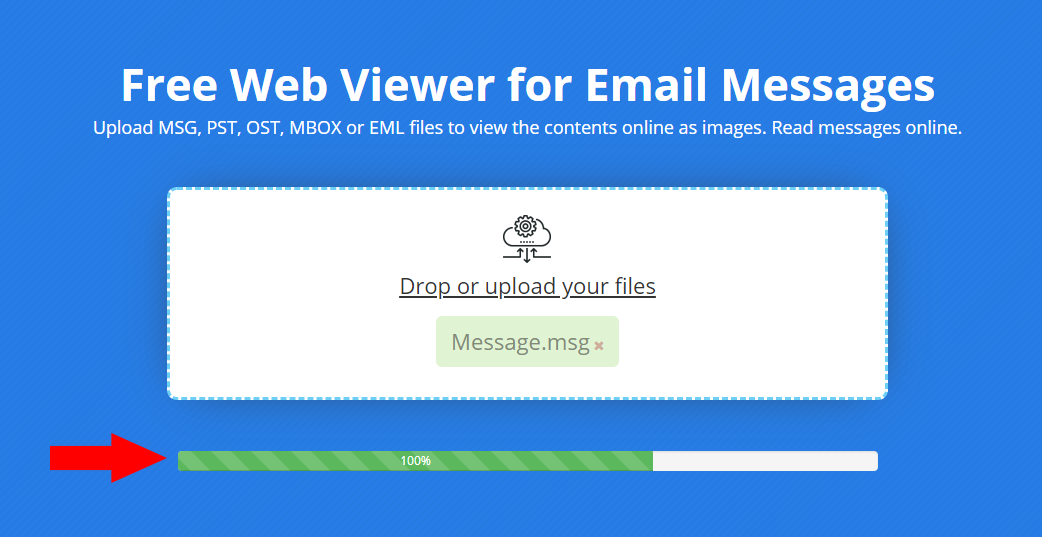 Free Web Viewer for Email Messages
Upload MSG, PST, OST, MBOX or EML files to view the contents online as images. Read messages online.
Drop or upload your files
Message.msg
100%